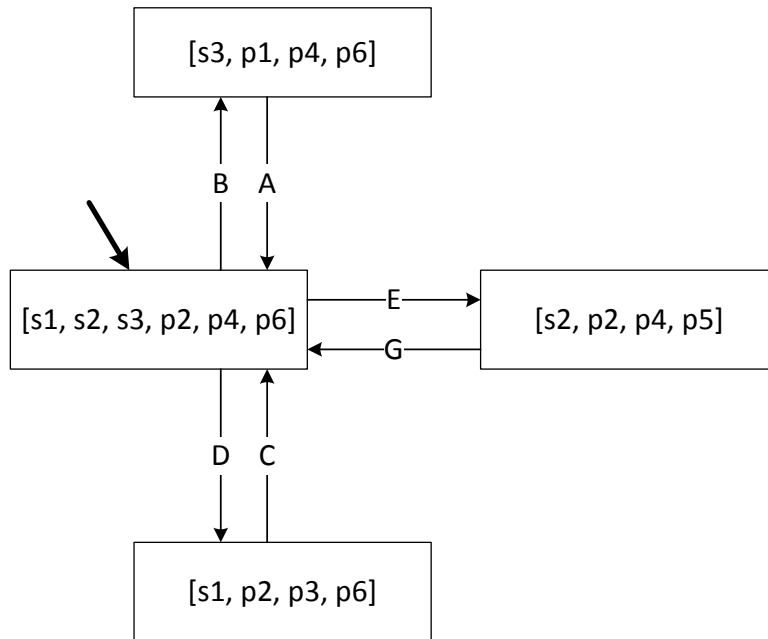 [s3, p1, p4, p6]
B
A
[s1, s2, s3, p2, p4, p6]
E
[s2, p2, p4, p5]
G
D
C
[s1, p2, p3, p6]